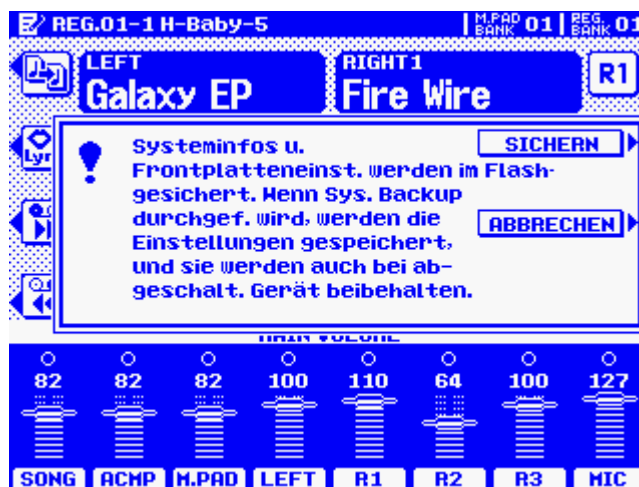 REG.01-1 H-Baby-5
M.PAD BANK 01
REG. BANK 01
LEFT
Galaxy EP
RIGHT1
Fire Wire
R1
Lyr
Systeminfos u.
Frontplatteneinst. werden im Flash-
gesichert. Wenn Sys. Backup
durchgef. wird, werden die
Einstellungen gespeichert,
und sie werden auch bei ab-
geschalt. Gerät beibehalten.
SICHERN
ABBRECHEN
MAIN VOLUME
82 82 82 100 110 64 100 127
SONG ACMP M.PAD LEFT R1 R2 R3 MIC